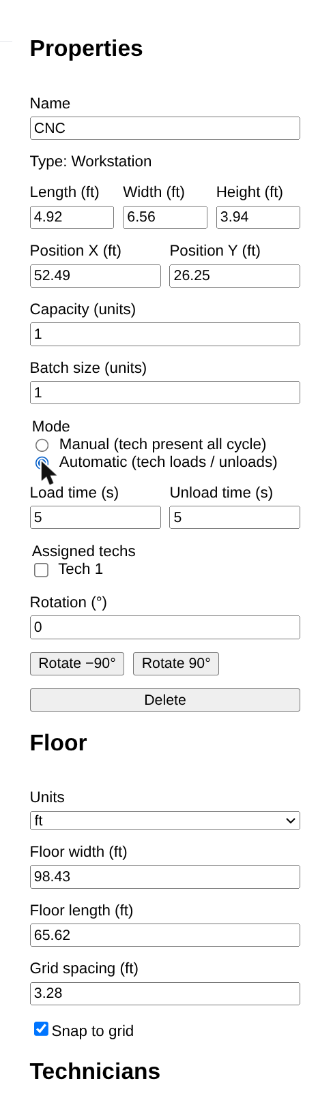 Properties
Name
CNC
Type: Workstation
Length (ft) Width (ft) Height (ft)
4.92 6.56 3.94
Position X (ft) Position Y (ft)
52.49 26.25
Capacity (units)
1
Batch size (units)
1
Mode
Manual (tech present all cycle)
Automatic (tech loads / unloads)
Load time (s) Unload time (s)
5 5
Assigned techs
Tech 1
Rotation (°)
0
Rotate −90° Rotate 90°
Delete
Floor
Units
ft
Floor width (ft)
98.43
Floor length (ft)
65.62
Grid spacing (ft)
3.28
Snap to grid
Technicians